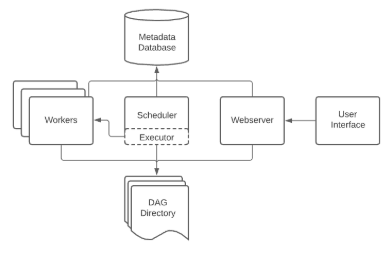 Metadata
Database
Workers
Scheduler
Executor
Webserver
User
Interface
DAG
Directory